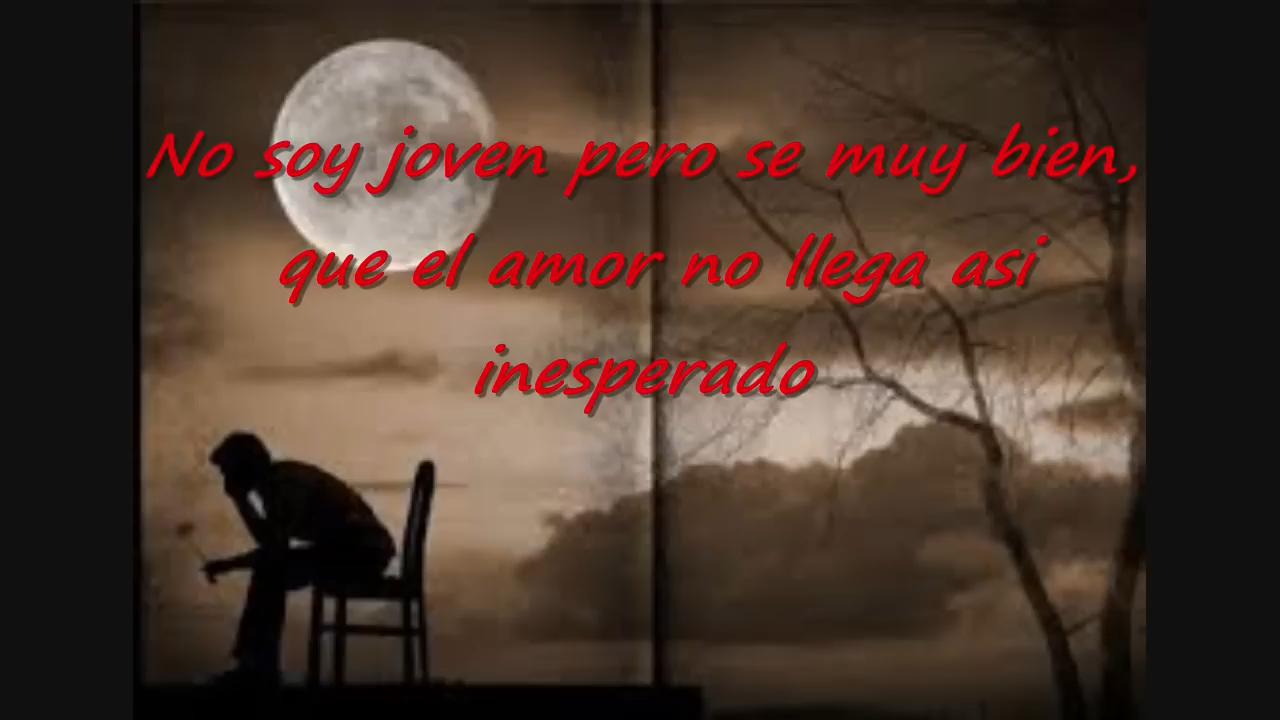 No soy joven pero se muy bien,
que el amor no llega asi
inesperado